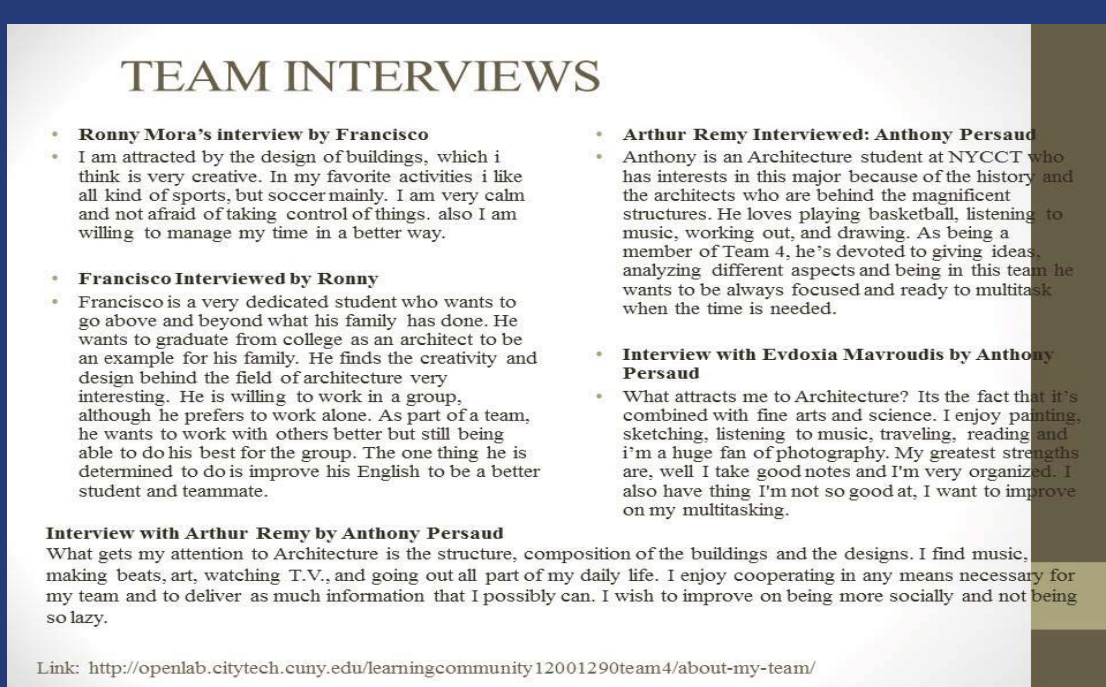 TEAM INTERVIEWS
• Ronny Mora's interview by Francisco
• I am attracted by the design of buildings, which i
think is very creative. In my favorite activities i like
all kind of sports, but soccer mainly. I am very calm
and not afraid of taking control of things. also I am
willing to manage my time in a better way.
• Francisco Interviewed by Ronny
• Francisco is a very dedicated student who wants to
go above and beyond what his family has done. He
wants to graduate from college as an architect to be
an example for his family. He finds the creativity and
design behind the field of architecture very
interesting. He is willing to work in a group,
although he prefers to work alone. As part of a team,
he wants to work with others better but still being
able to do his best for the group. The one thing he is
determined to do is improve his English to be a better
student and teammate.
• Arthur Remy Interviewed: Anthony Persaud
• Anthony is an Architecture student at NYCCT who
has interests in this major because of the history and
the architects who are behind the magnificent
structures. He loves playing basketball, listening to
music, working out, and drawing. As being a
member of Team 4, he's devoted to giving ideas,
analyzing different aspects and being in this team he
wants to be always focused and ready to multitask
when the time is needed.
• Interview with Evdoxia Mavroudis by Anthony
Persaud
• What attracts me to Architecture? Its the fact that it's
combined with fine arts and science. I enjoy painting,
sketching, listening to music, traveling, reading and
i'm a huge fan of photography. My greatest strengths
are, well I take good notes and I'm very organized. I
also have thing I'm not so good at, I want to improve
on my multitasking.
Interview with Arthur Remy by Anthony Persaud
What gets my attention to Architecture is the structure, composition of the buildings and the designs. I find music,
making beats, art, watching T.V., and going out all part of my daily life. I enjoy cooperating in any means necessary for
my team and to deliver as much information that I possibly can. I wish to improve on being more socially and not being
so lazy.
Link: http://openlab.citytech.cuny.edu/learningcommunity12001290team4/about-my-team/